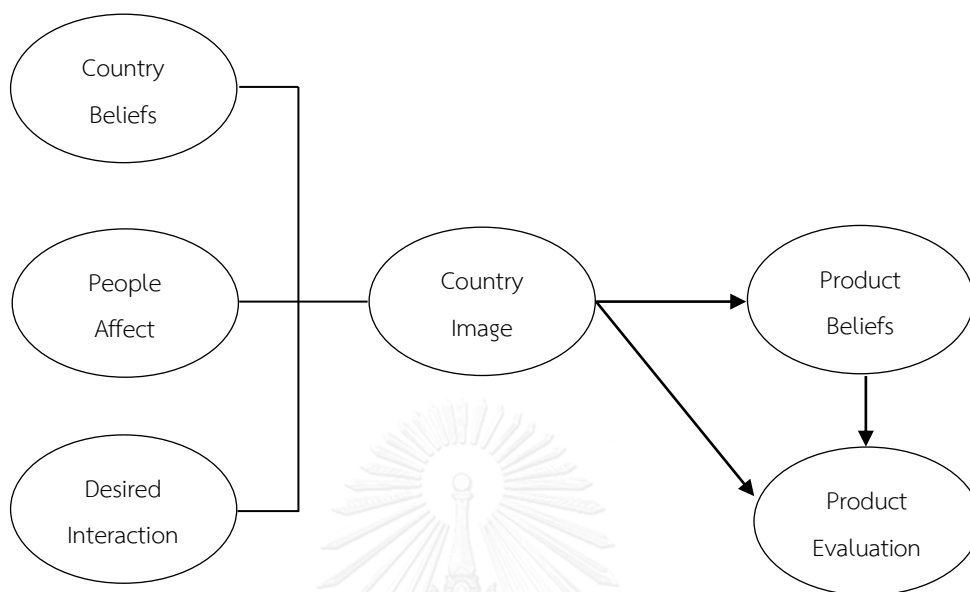 Country
Beliefs
People
Affect
Desired
Interaction
Country
Image
Product
Beliefs
Product
Evaluation